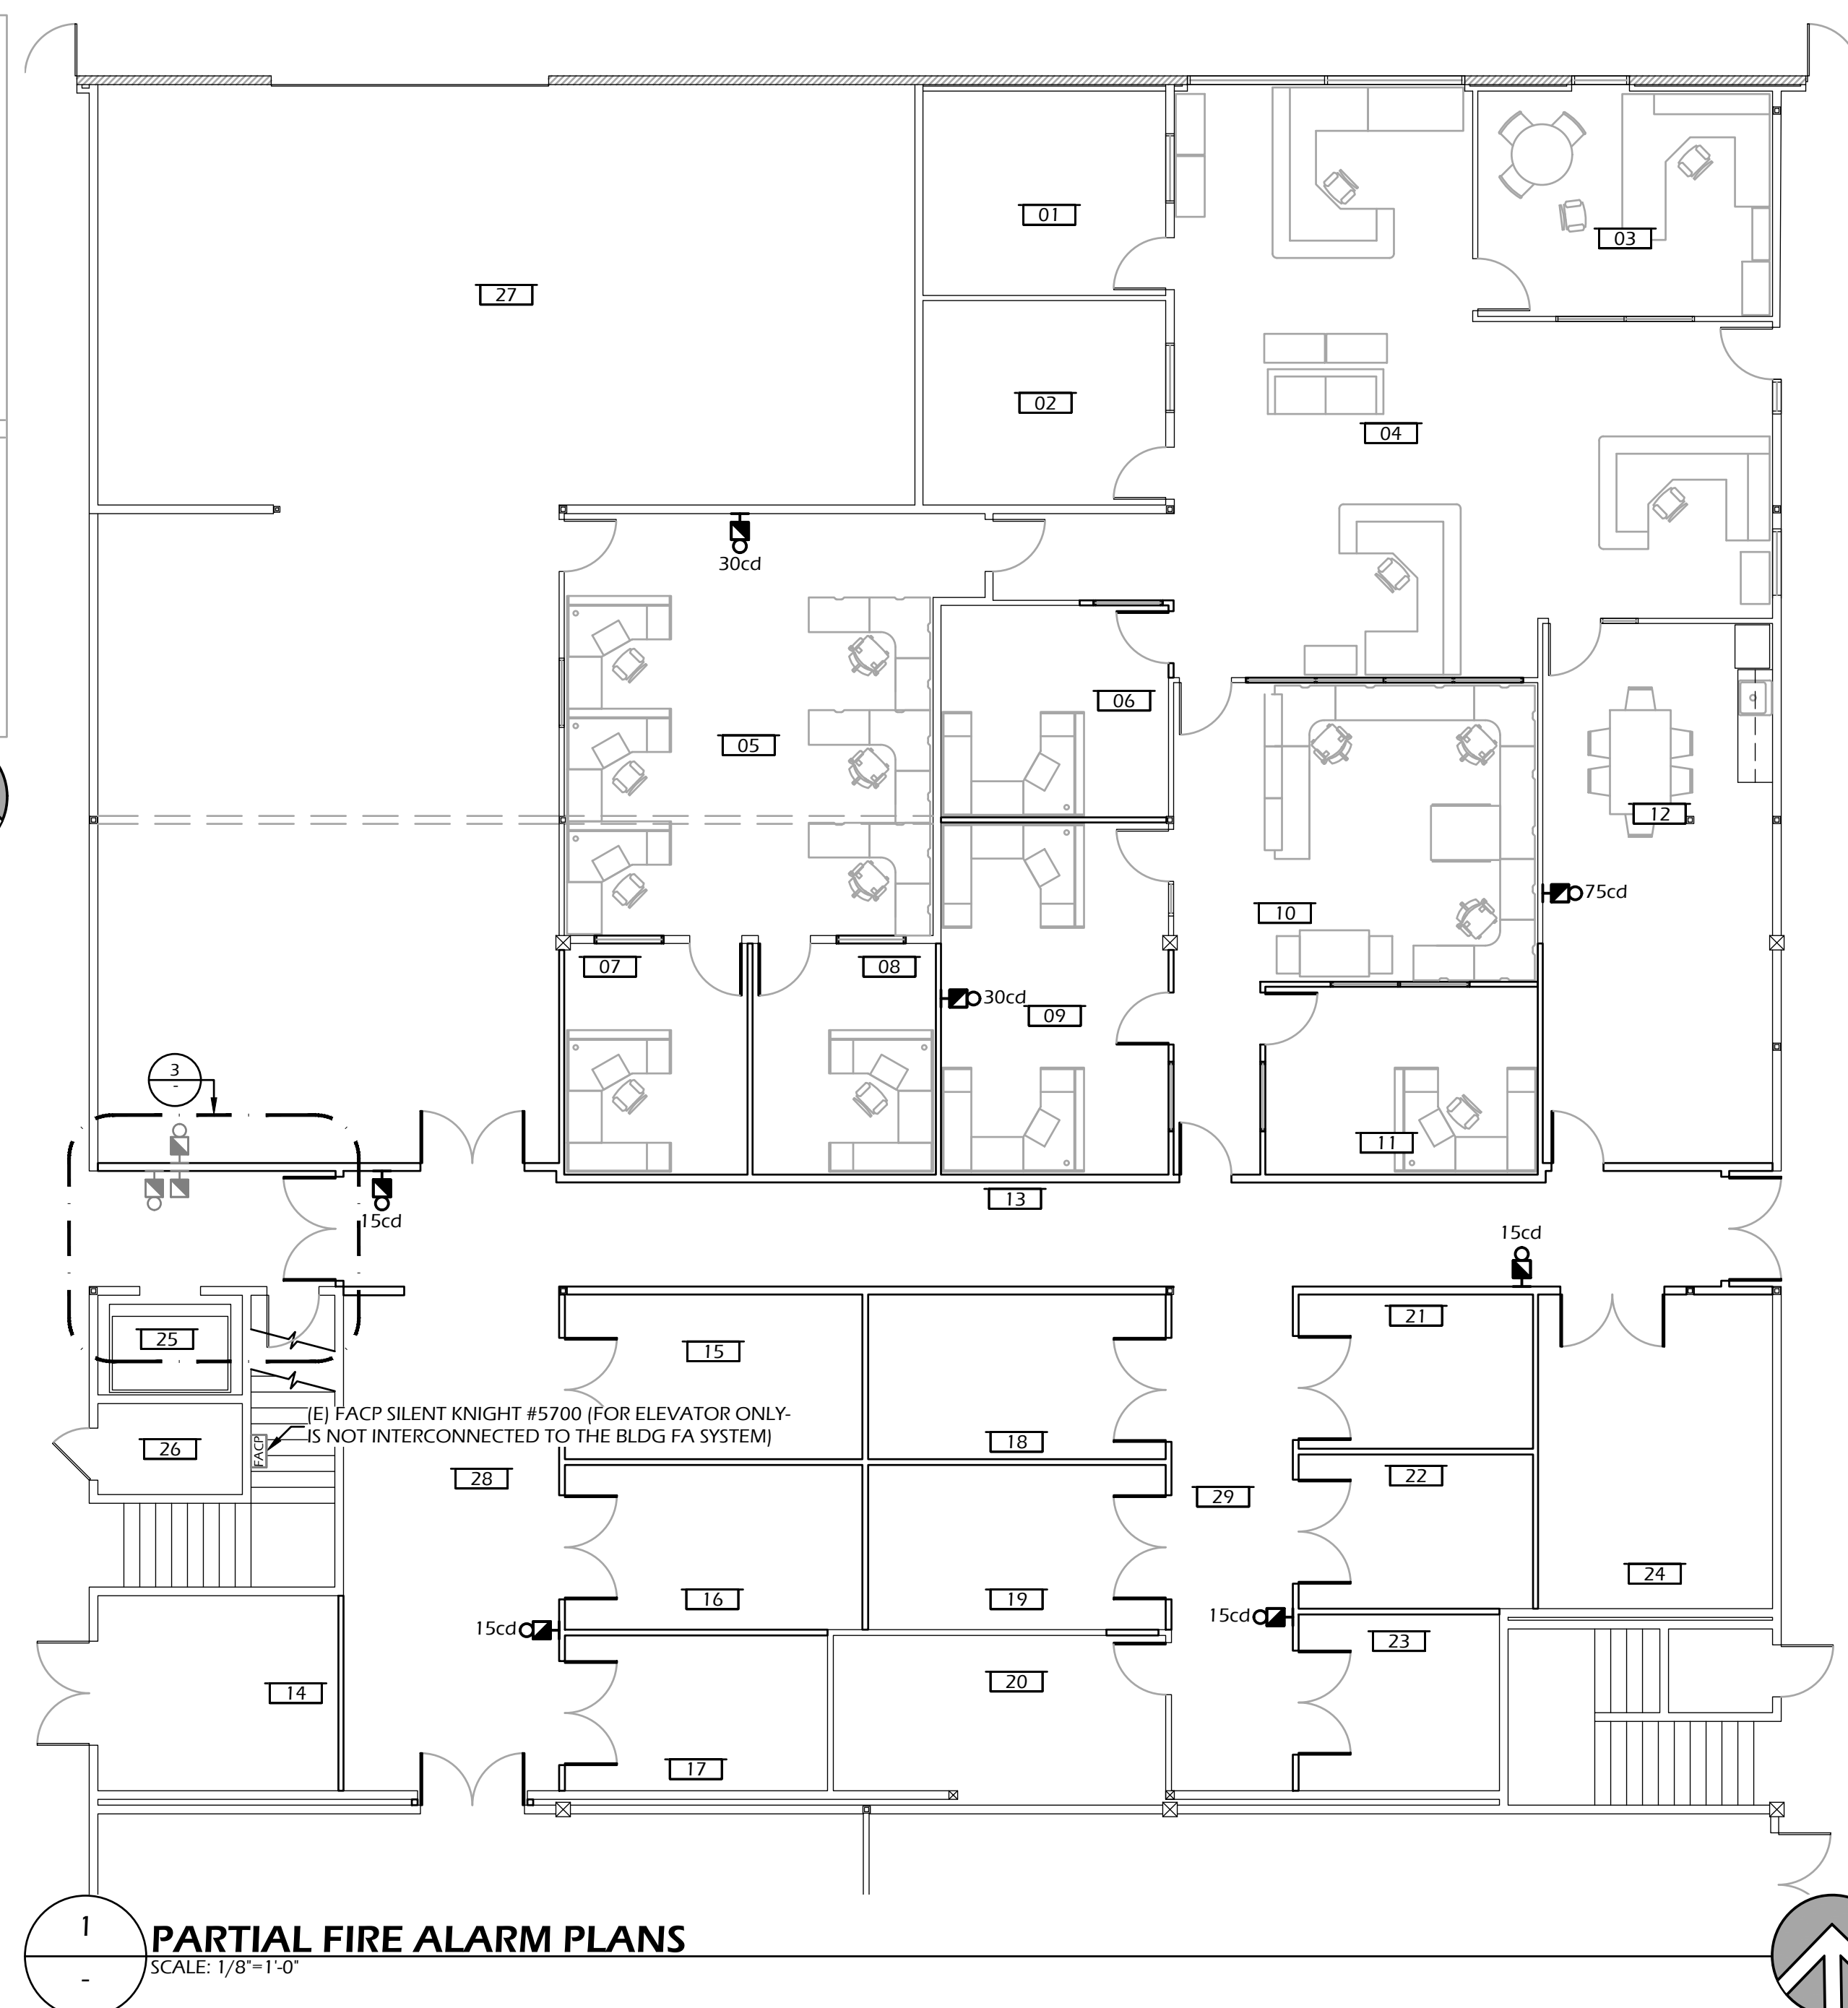 01
03
27
02
04
30cd
06
05
12
75cd
10
07
08
30cd
09
3
-
11
13
15cd
15cd
21
25
15
(E) FACP SILENT KNIGHT #5700 (FOR ELEVATOR ONLY-
IS NOT INTERCONNECTED TO THE BLDG FA SYSTEM)
FACP
26
18
28
22
29
24
16
19
15cd
15cd
23
20
14
17
1
-
PARTIAL FIRE ALARM PLANS
SCALE: 1/8"=1'-0"